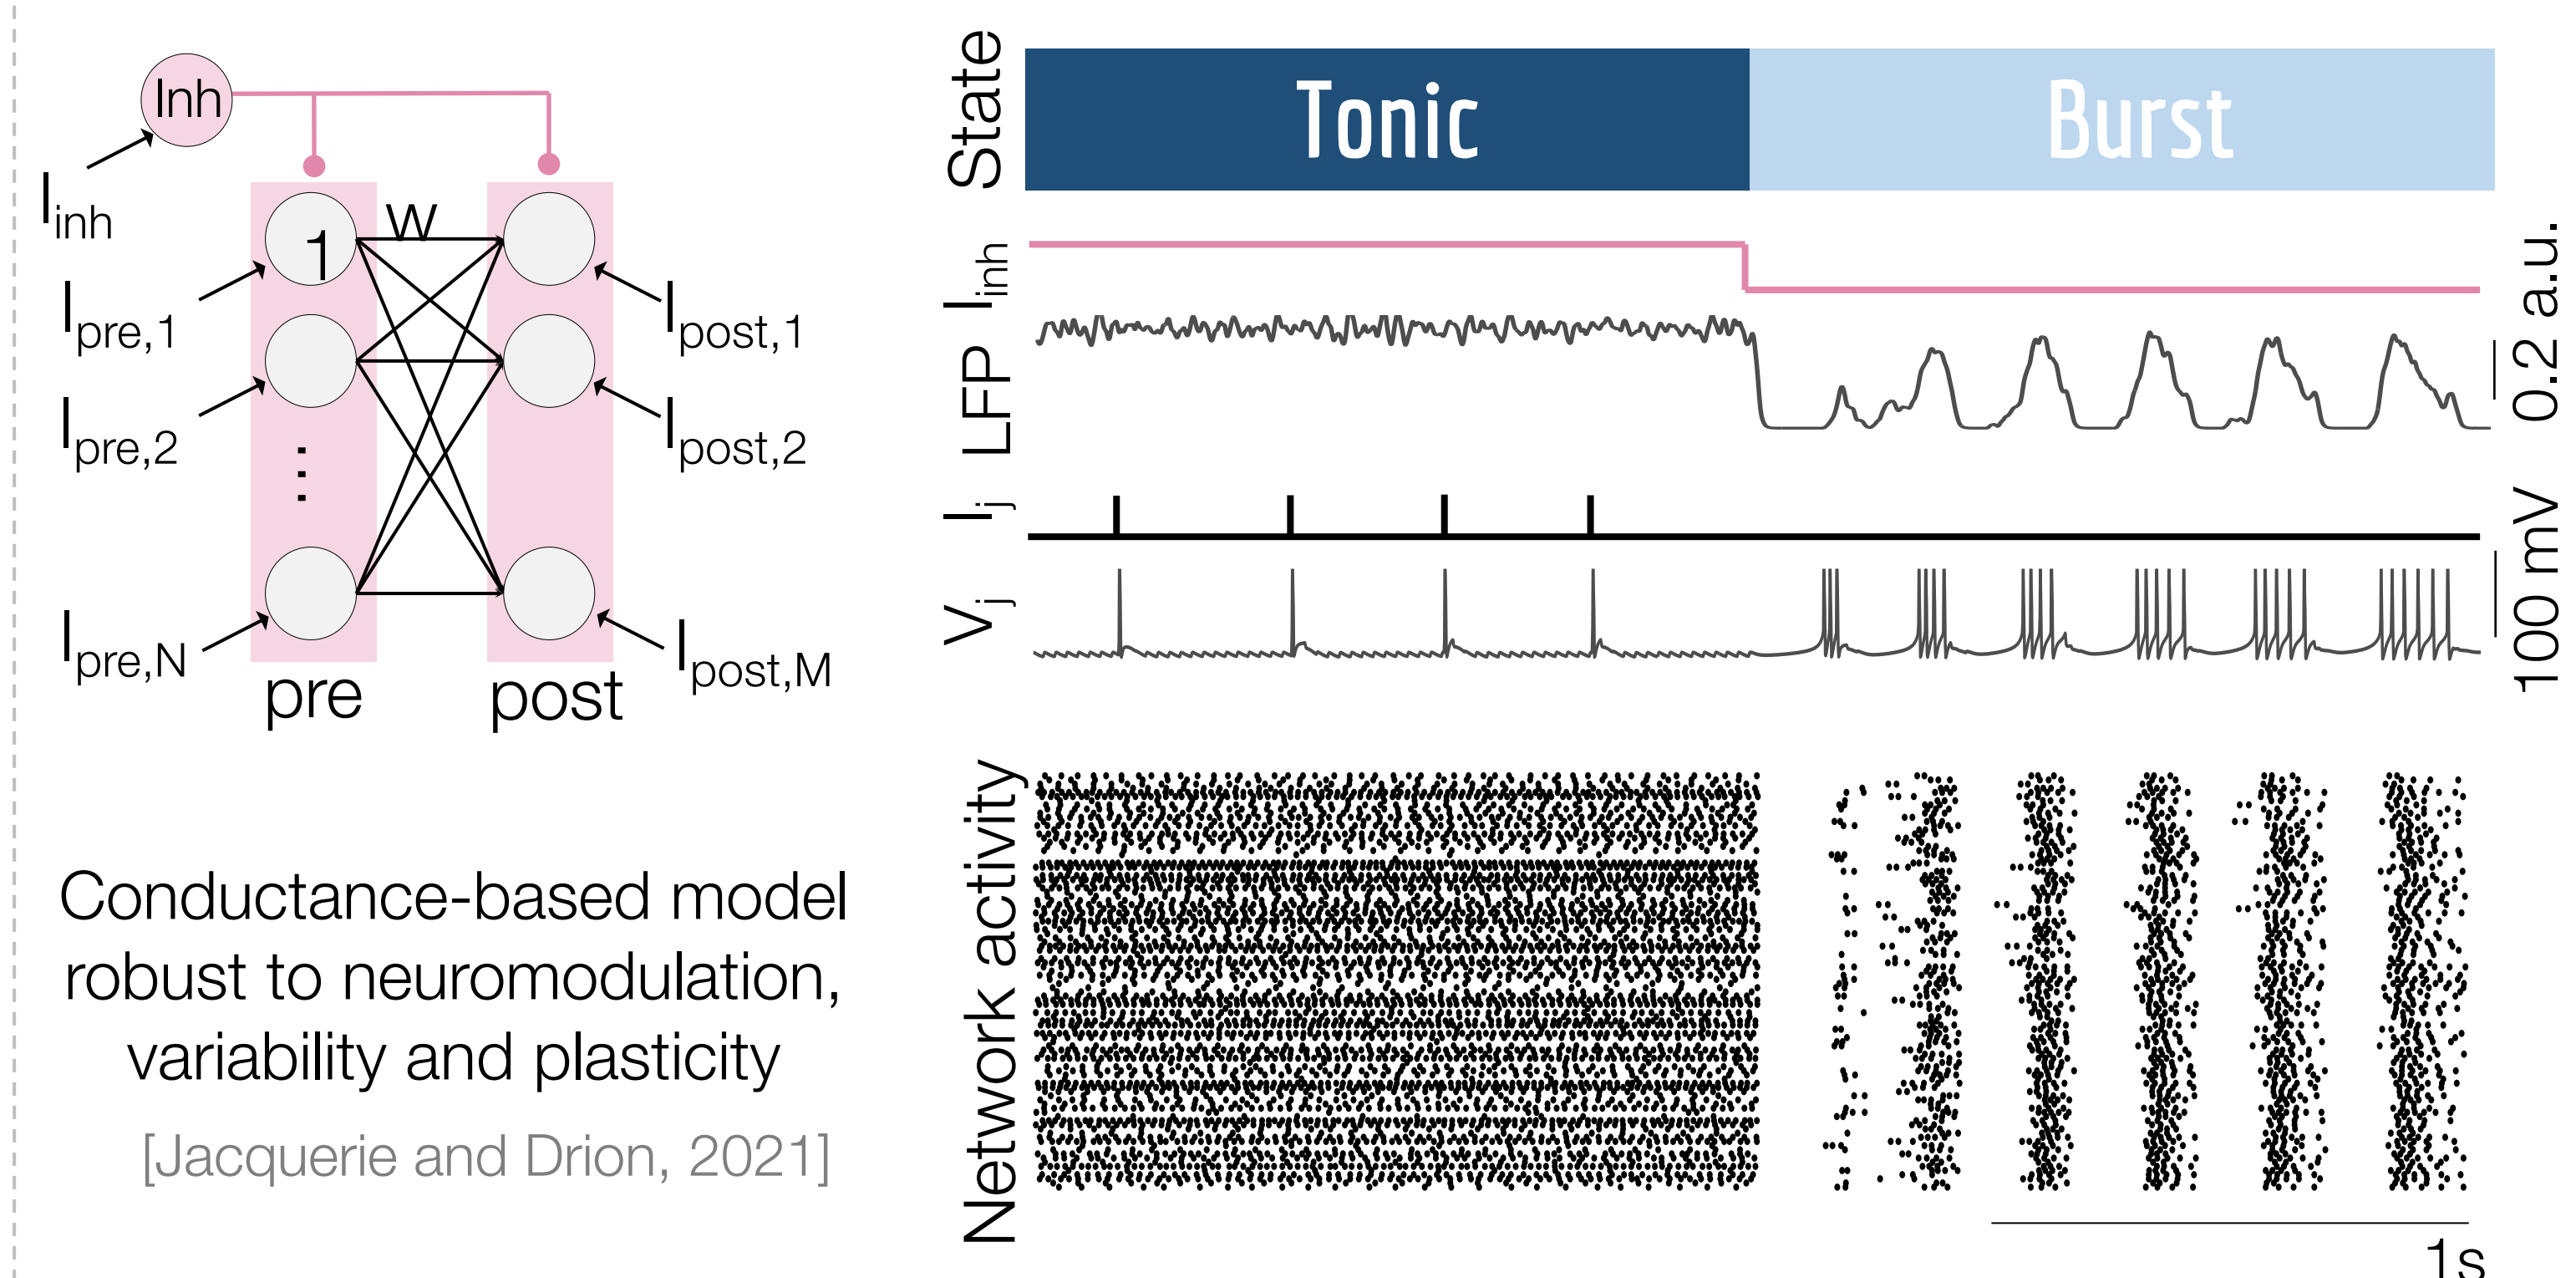 Inh
I_inh
1
w
I_pre,1
I_post,1
I_pre,2
I_post,2
⋮
I_pre,N
I_post,M
pre
post
Conductance-based model
robust to neuromodulation,
variability and plasticity
[Jacquerie and Drion, 2021]
State
Tonic
Burst
I_inh
LFP
0.2 a.u.
I_j
V_j
100 mV
Network activity
1s